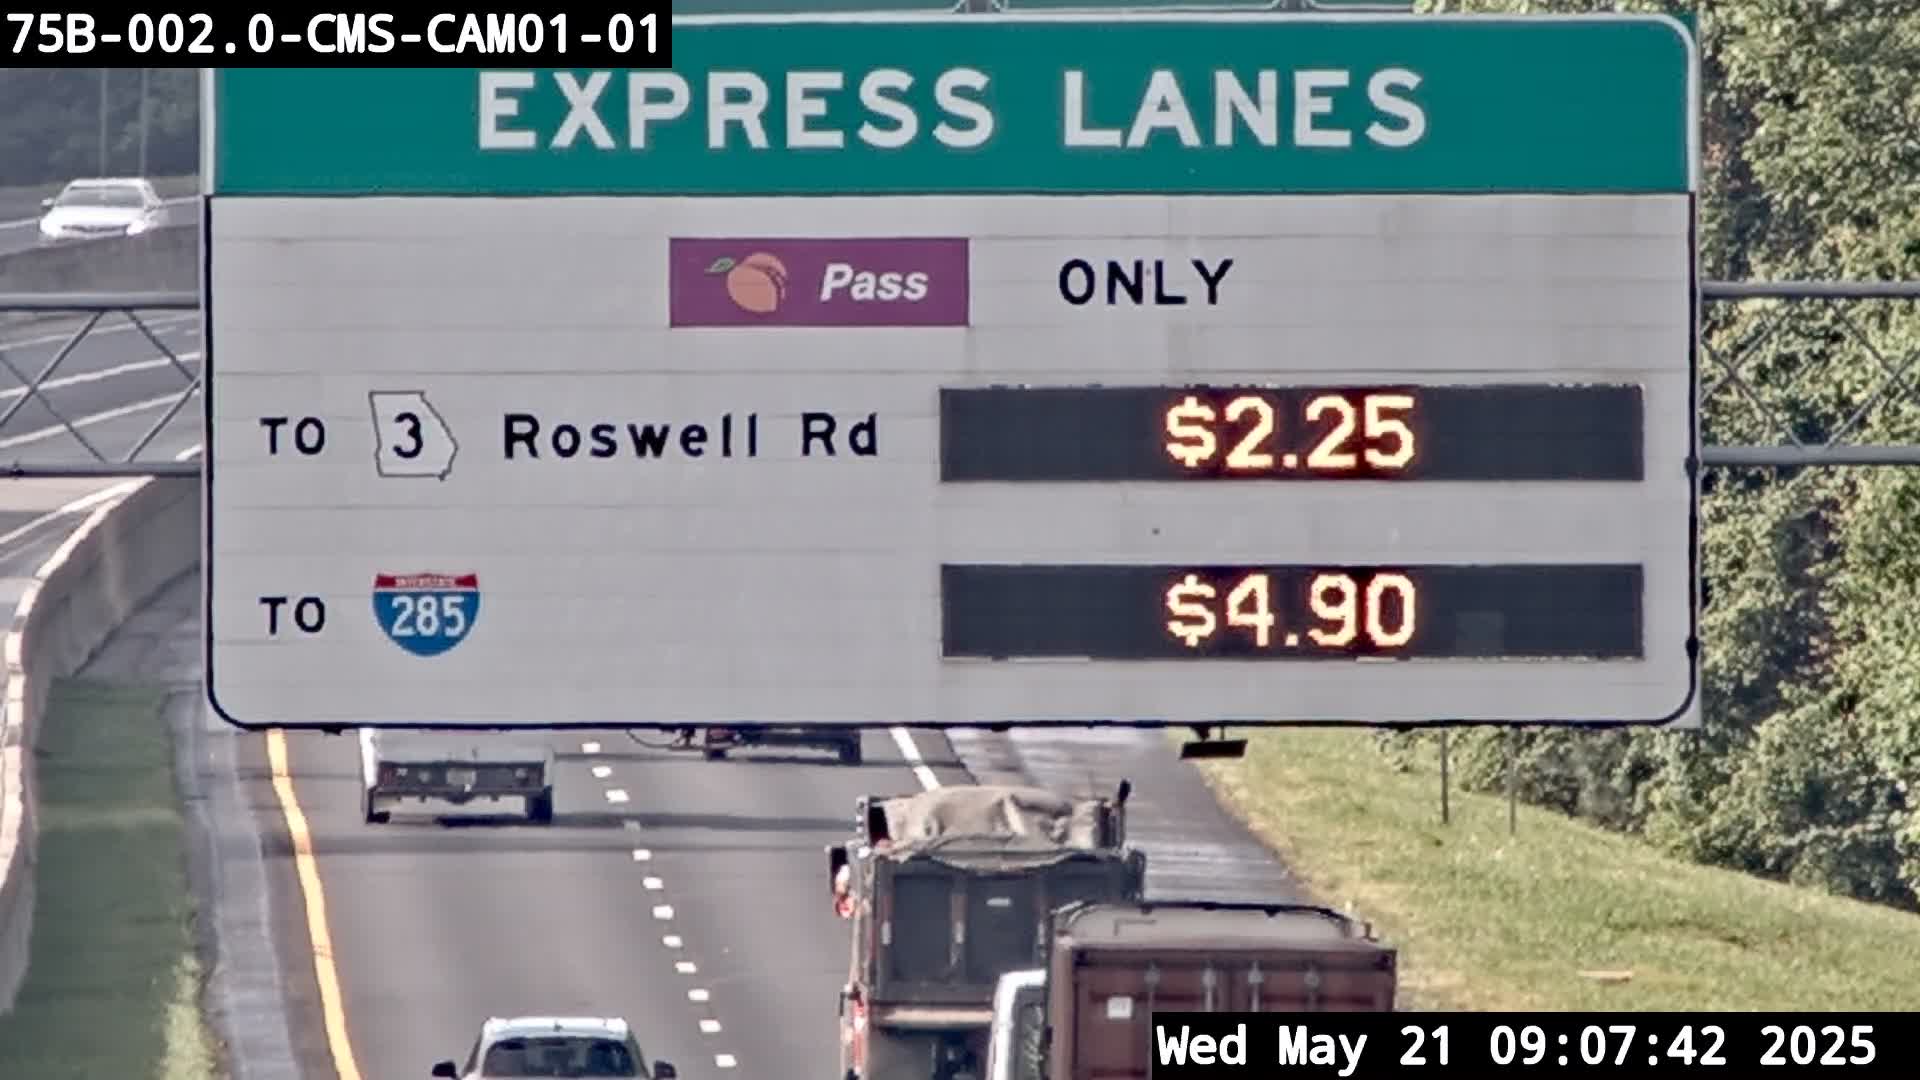 75B-002.0-CMS-CAM01-01
EXPRESS LANES
Pass ONLY
TO 3 Roswell Rd $2.25
INTERSTATE
TO 285 $4.90
Wed May 21 09:07:42 2025